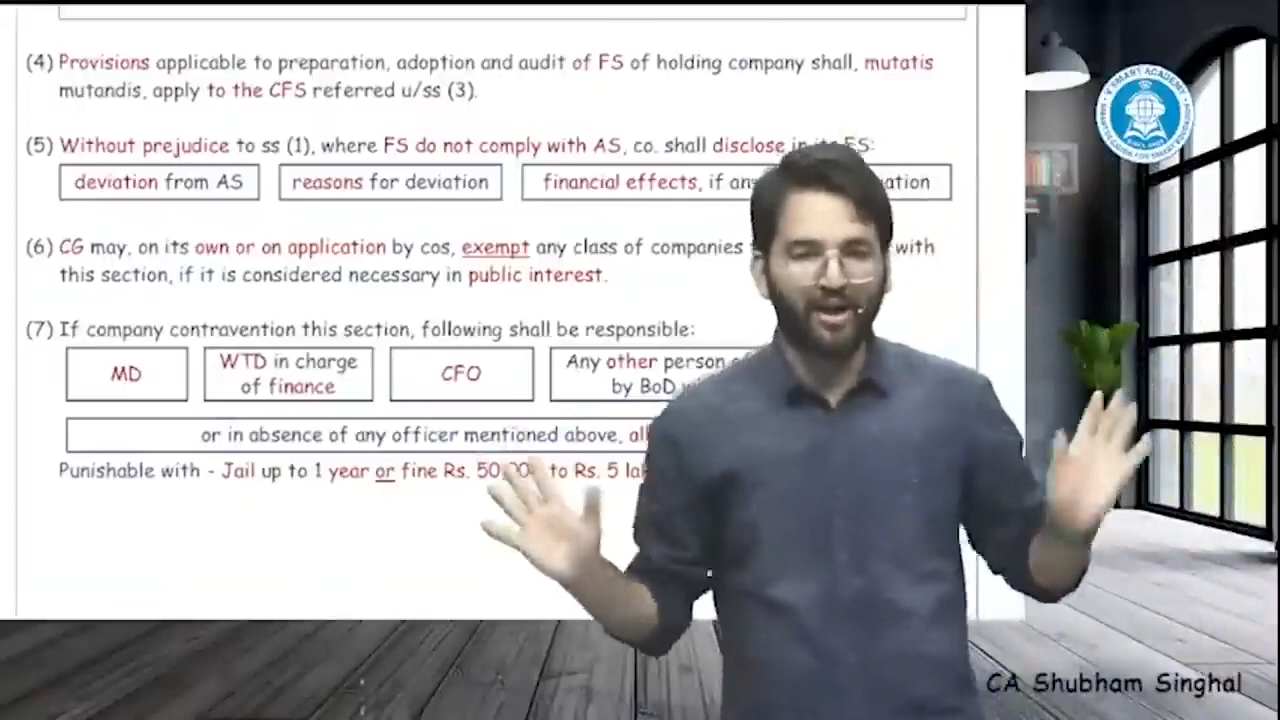 (4) Provisions applicable to preparation, adoption and audit of FS of holding company shall, mutatis
mutandis, apply to the CFS referred u/ss (3).
(5) Without prejudice to ss (1), where FS do not comply with AS, co. shall disclose in its FS:
deviation from AS
reasons for deviation
financial effects, if
(6) CG may, on its own or on application by cos, exempt any class of companies with
this section, if it is considered necessary in public interest.
(7) If company contravention this section, following shall be responsible:
MD
WTD in charge
of finance
CFO
Any other person
by BoD
or in absence of any officer mentioned above,
Punishable with - Jail up to 1 year or fine Rs. to Rs. 5
V SMART ACADEMY
CA Shubham Singhal